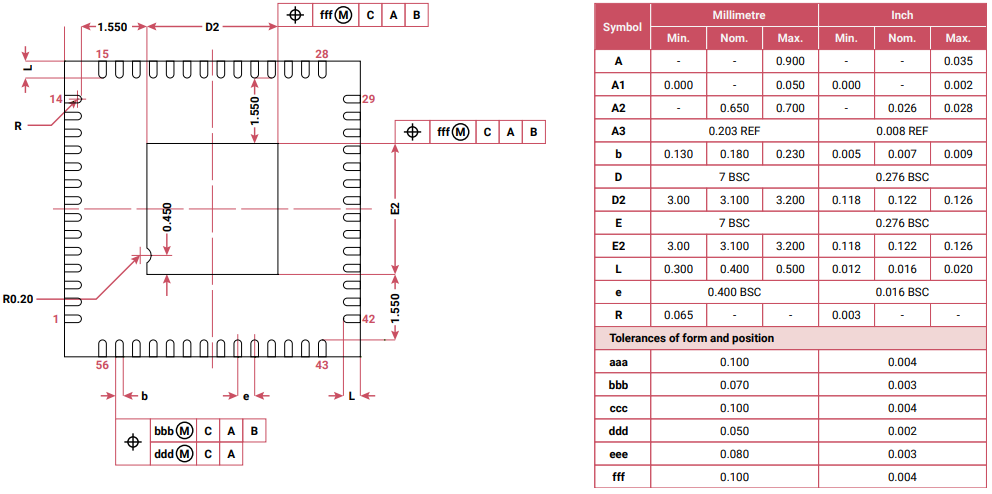 fff Ⓜ C A B
1.550 D2
15 28
L
14 29
R
1.550
fff Ⓜ C A B
0.450
E2
R0.20
1.550
1 42
56 43
b e L
bbb Ⓜ C A B
ddd Ⓜ C A
Symbol Millimetre Inch
Min. Nom. Max. Min. Nom. Max.
A - - 0.900 - - 0.035
A1 0.000 - 0.050 0.000 - 0.002
A2 - 0.650 0.700 - 0.026 0.028
A3 0.203 REF 0.008 REF
b 0.130 0.180 0.230 0.005 0.007 0.009
D 7 BSC 0.276 BSC
D2 3.00 3.100 3.200 0.118 0.122 0.126
E 7 BSC 0.276 BSC
E2 3.00 3.100 3.200 0.118 0.122 0.126
L 0.300 0.400 0.500 0.012 0.016 0.020
e 0.400 BSC 0.016 BSC
R 0.065 - - 0.003 - -
Tolerances of form and position
aaa 0.100 0.004
bbb 0.070 0.003
ccc 0.100 0.004
ddd 0.050 0.002
eee 0.080 0.003
fff 0.100 0.004